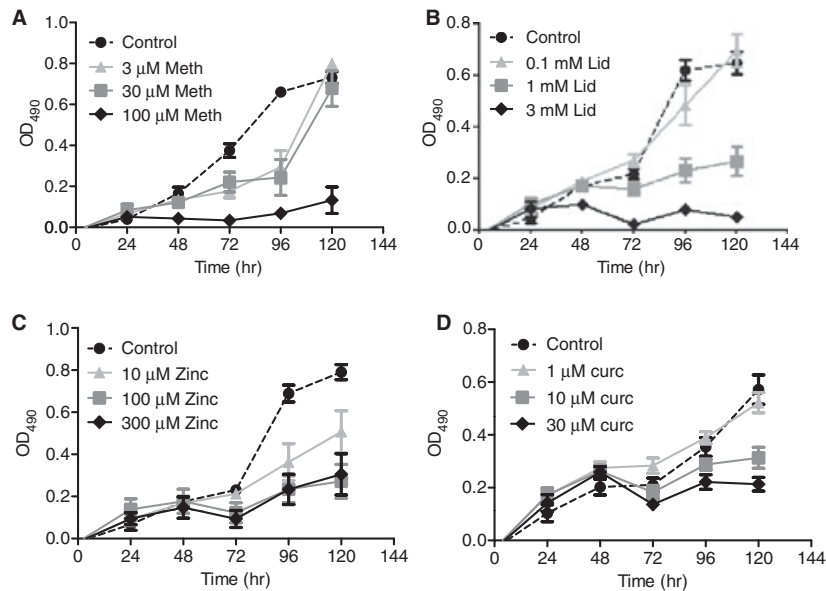 A
1.0
0.8
0.6
0.4
0.2
0.0
OD490
Control
3 µM Meth
30 µM Meth
100 µM Meth
24 48 72 96 120 144
Time (hr)
B
0.8
0.6
0.4
0.2
0.0
OD490
Control
0.1 mM Lid
1 mM Lid
3 mM Lid
0 24 48 72 96 120 144
Time (hr)
C
1.0
0.8
0.6
0.4
0.2
0.0
OD490
Control
10 µM Zinc
100 µM Zinc
300 µM Zinc
0 24 48 72 96 120 144
Time (hr)
D
0.8
0.6
0.4
0.2
0.0
OD490
Control
1 µM curc
10 µM curc
30 µM curc
0 24 48 72 96 120 144
Time (hr)